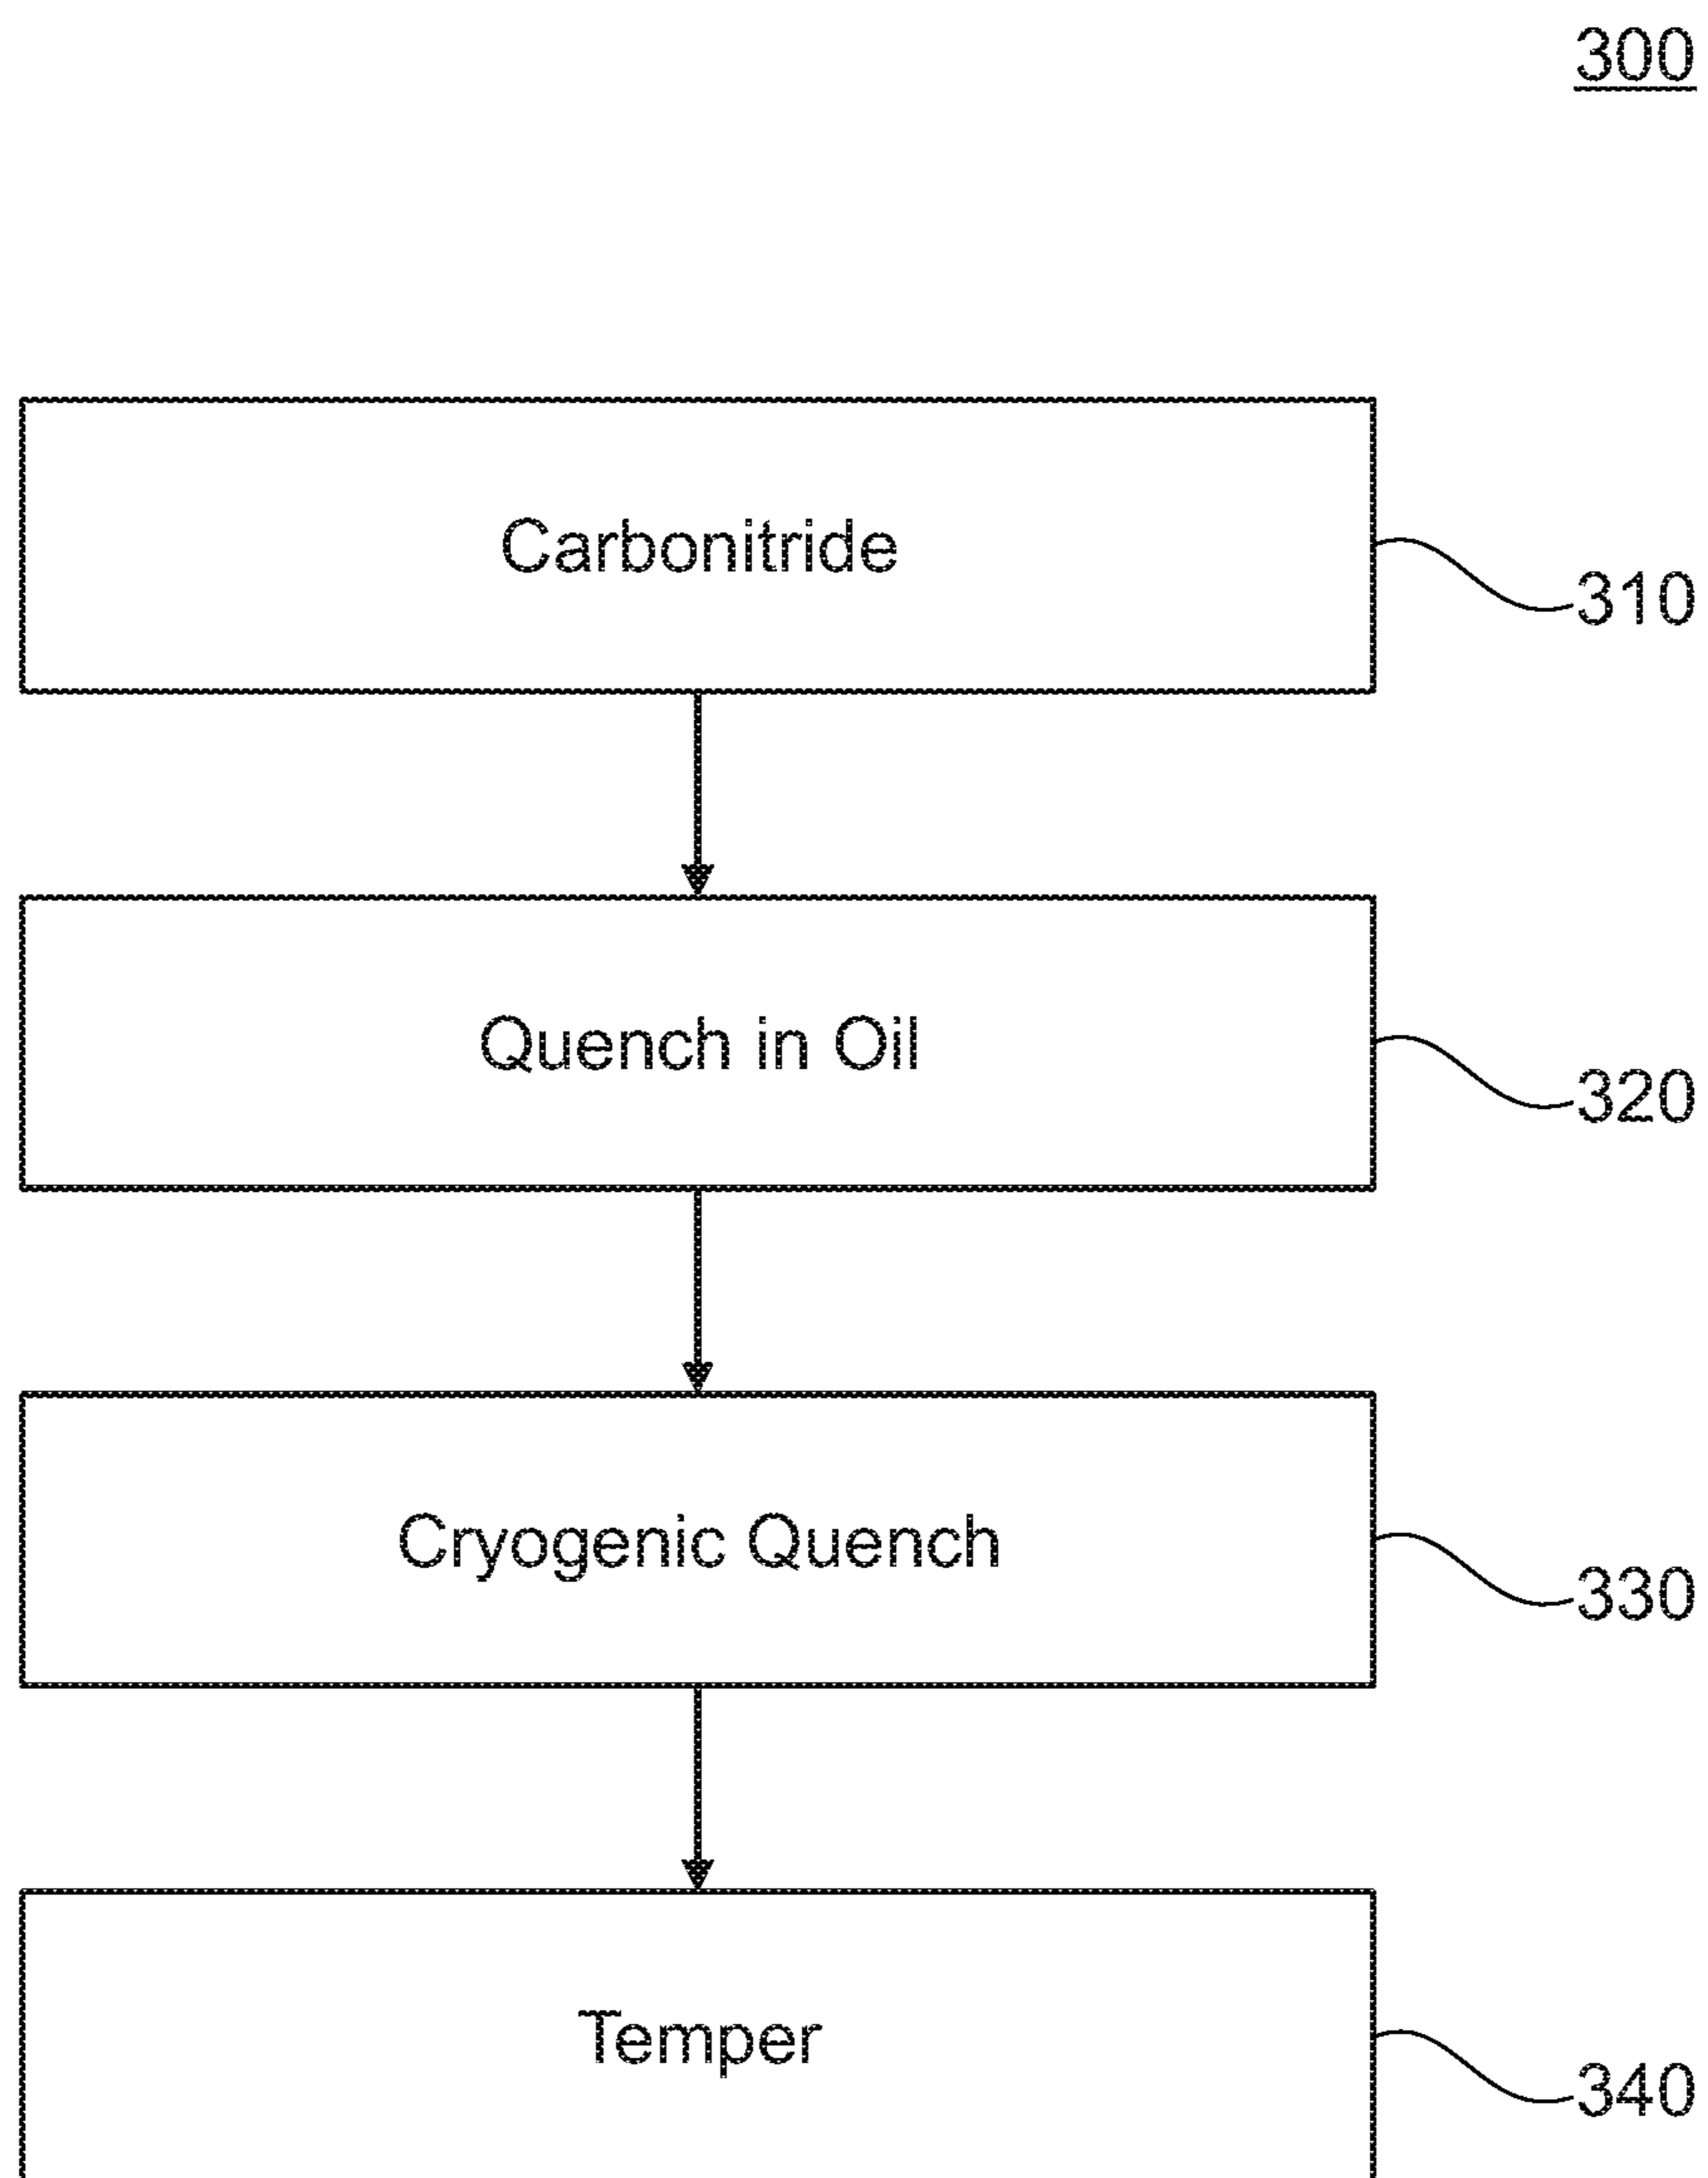 300
Carbonitride
310
Quench in Oil
320
Cryogenic Quench
330
Temper
340